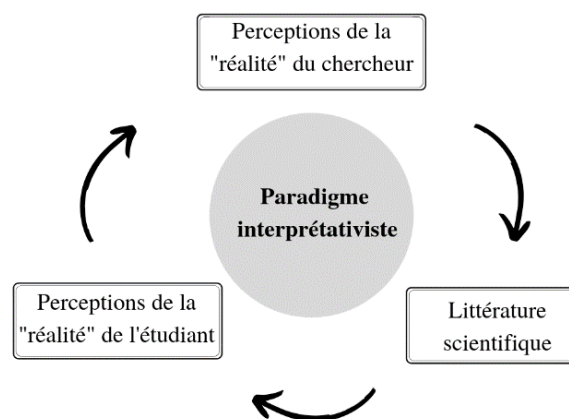 Perceptions de la
"réalité" du chercheur
Paradigme
interprétativiste
Perceptions de la
"réalité" de l'étudiant
Littérature
scientifique